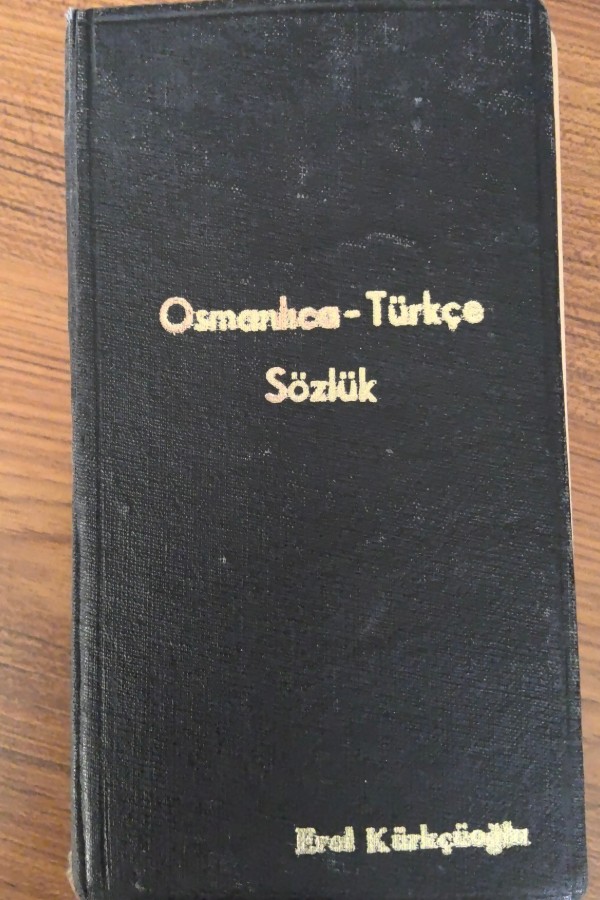 Osmanlıca-Türkçe
Sözlük
Erol Kürkçüoğlu